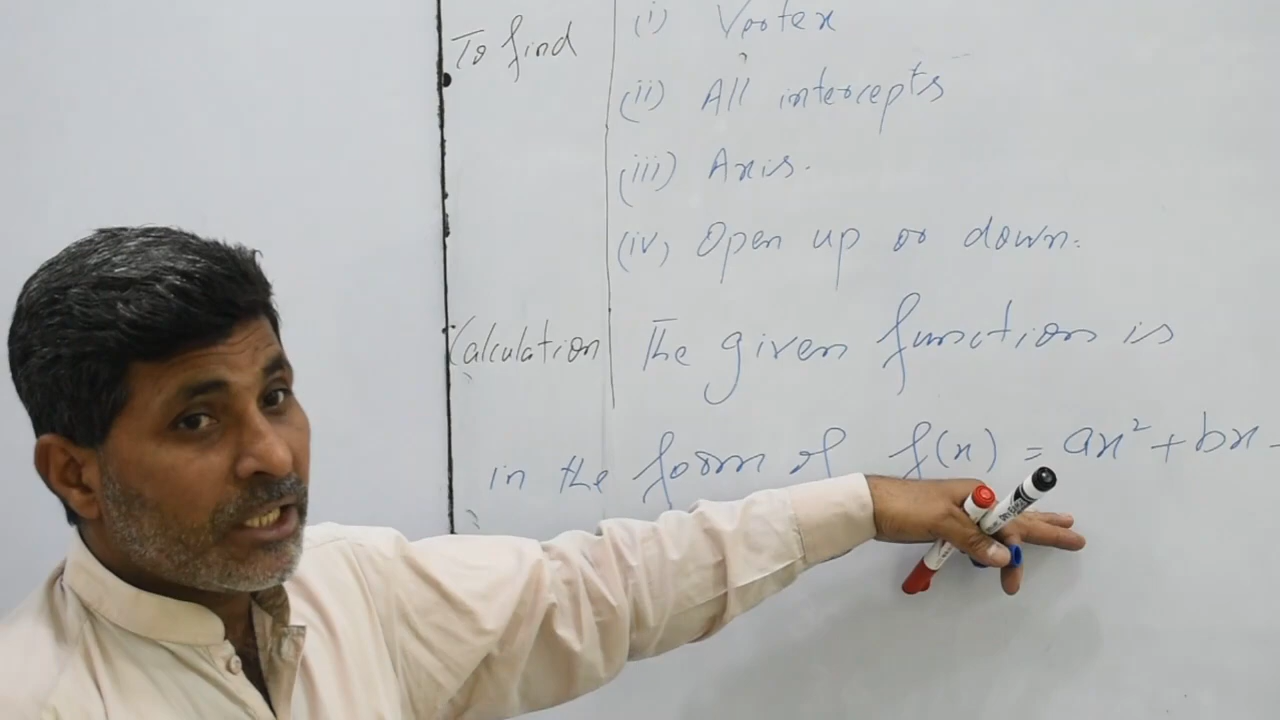 To find (i) Vertex
(ii) All intercepts
(iii) Axis.
(iv) Open up or down.
Calculation The given function is
in the form of f(x) = ax² + bx